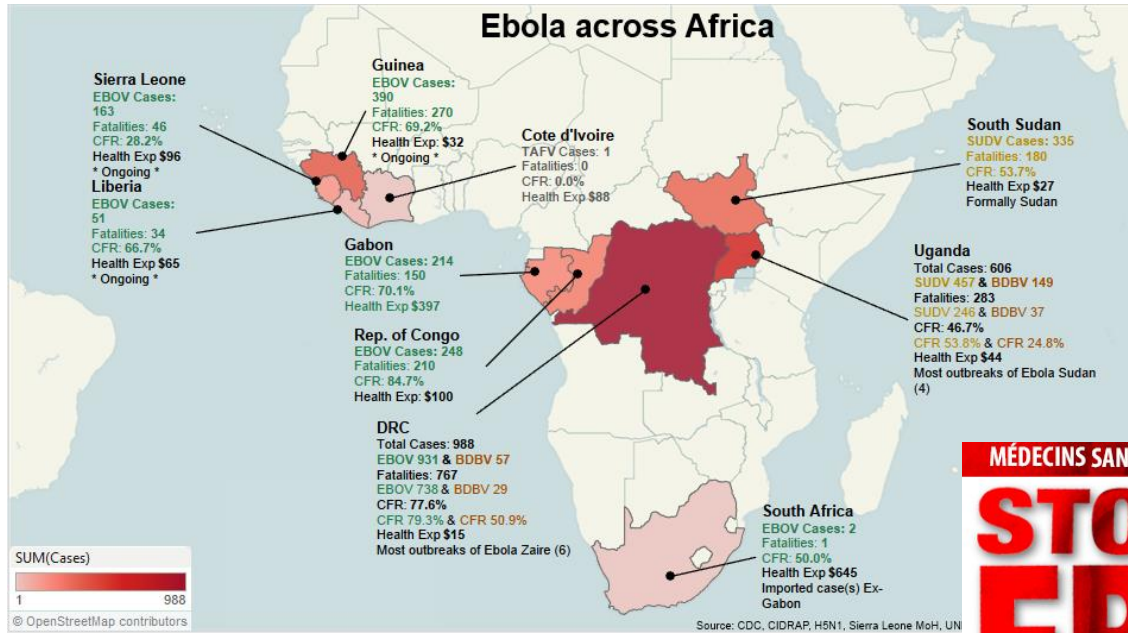 Ebola across Africa
Sierra Leone
EBOV Cases:
163
Fatalities: 46
CFR: 28.2%
Health Exp $96
* Ongoing *
Liberia
EBOV Cases:
51
Fatalities: 34
CFR: 66.7%
Health Exp $65
* Ongoing *
Guinea
EBOV Cases:
390
Fatalities: 270
CFR: 69.2%
Health Exp: $32
* Ongoing *
Cote d'Ivoire
TAFV Cases: 1
Fatalities: 0
CFR: 0.0%
Health Exp $88
South Sudan
SUDV Cases: 335
Fatalities: 180
CFR: 53.7%
Health Exp $27
Formally Sudan
Gabon
EBOV Cases: 214
Fatalities: 150
CFR: 70.1%
Health Exp $397
Uganda
Total Cases: 606
SUDV 457 & BDBV 149
Fatalities: 283
SUDV 246 & BDBV 37
CFR: 46.7%
CFR 53.8% & CFR 24.8%
Health Exp $44
Most outbreaks of Ebola Sudan
(4)
Rep. of Congo
EBOV Cases: 248
Fatalities: 210
CFR: 84.7%
Health Exp: $100
DRC
Total Cases: 988
EBOV 931 & BDBV 57
Fatalities: 767
EBOV 738 & BDBV 29
CFR: 77.6%
CFR 79.3% & CFR 50.9%
Health Exp $15
Most outbreaks of Ebola Zaire (6)
South Africa
EBOV Cases: 2
Fatalities: 1
CFR: 50.0%
Health Exp $645
Imported case(s) Ex-
Gabon
SUM(Cases)
1 988
© OpenStreetMap contributors
Source: CDC, CIDRAP, H5N1, Sierra Leone MoH, UN
MÉDECINS SAN
STO